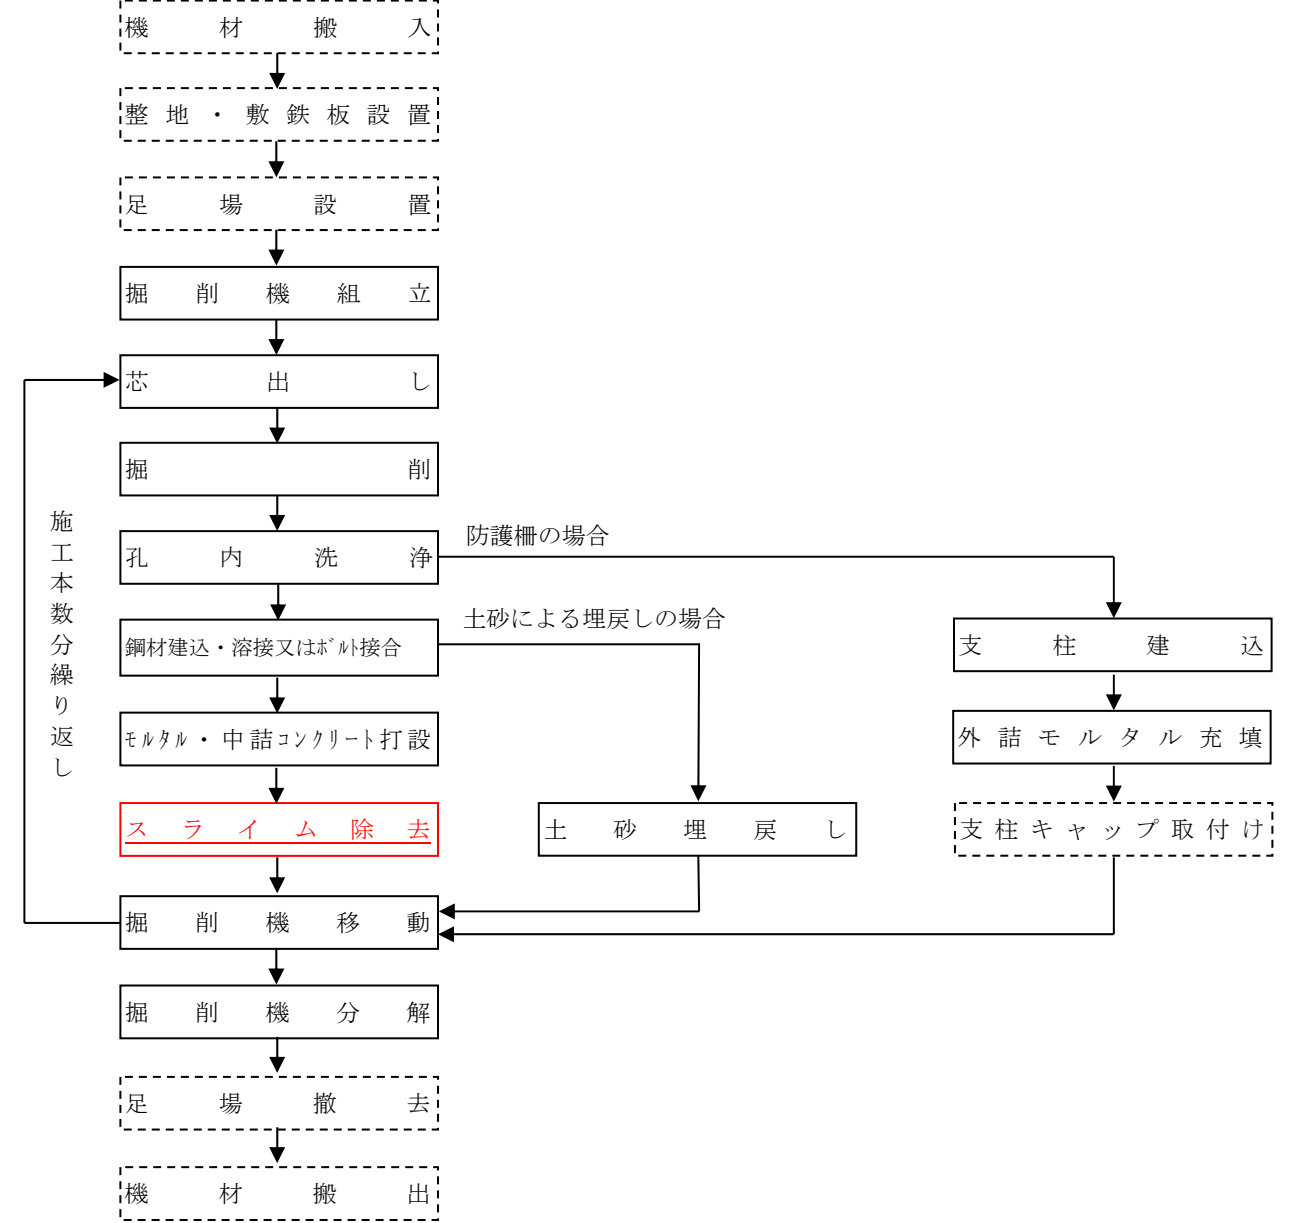 機材搬入
整地・敷鉄板設置
足場設置
掘削機組立
芯出し
掘削
孔内洗浄
防護柵の場合
鋼材建込・溶接又はﾎﾞﾙﾄ接合
土砂による埋戻しの場合
支柱建込
ﾓﾙﾀﾙ・中詰ｺﾝｸﾘｰﾄ打設
外詰モルタル充填
スライム除去
土砂埋戻し
支柱キャップ取付け
掘削機移動
施工本数分繰り返し
掘削機分解
足場撤去
機材搬出